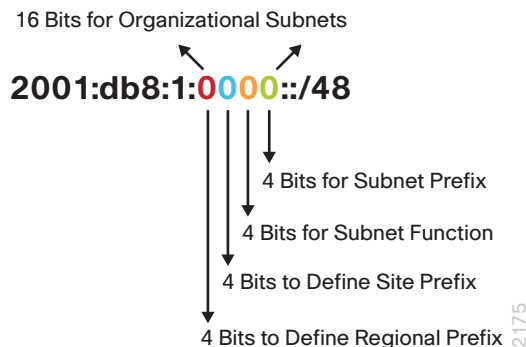 16 Bits for Organizational Subnets
2001:db8:1:0000::/48
4 Bits for Subnet Prefix
4 Bits for Subnet Function
4 Bits to Define Site Prefix
4 Bits to Define Regional Prefix
2175